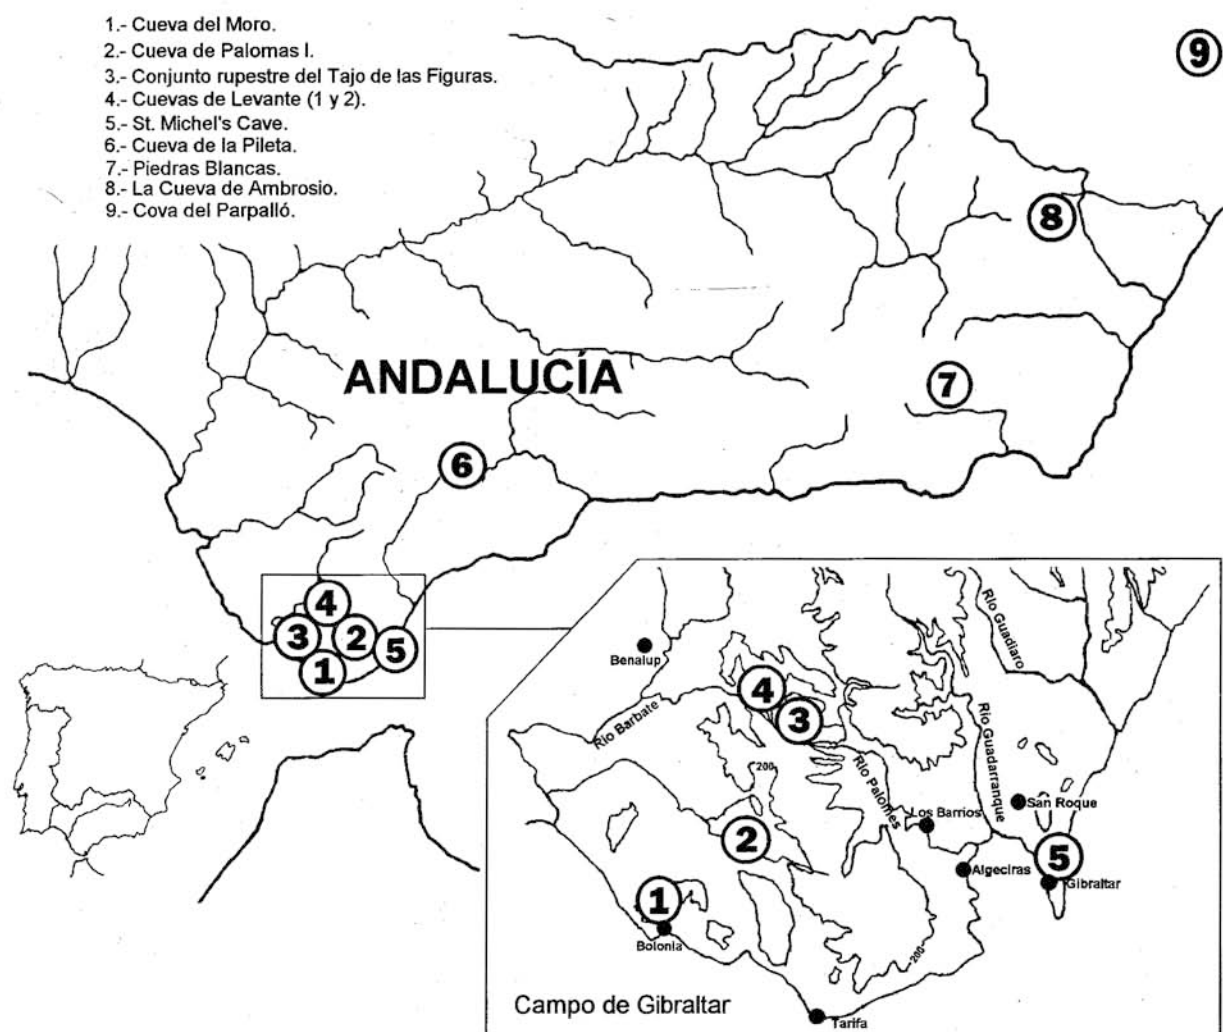 1.- Cueva del Moro.
2.- Cueva de Palomas I.
3.- Conjunto rupestre del Tajo de las Figuras.
4.- Cuevas de Levante (1 y 2).
5.- St. Michel's Cave.
6.- Cueva de la Pileta.
7.- Piedras Blancas.
8.- La Cueva de Ambrosio.
9.- Cova del Parpalló.
9
8
ANDALUCÍA
7
6
4
3
2
5
1
Río Guadiaro
Benalup
4
3
Río Barbate
Río Guadarranque
200
Río Palomes
San Roque
Los Barrios
2
5
Algeciras
Gibraltar
1
Bolonia
200
Campo de Gibraltar
Tarifa